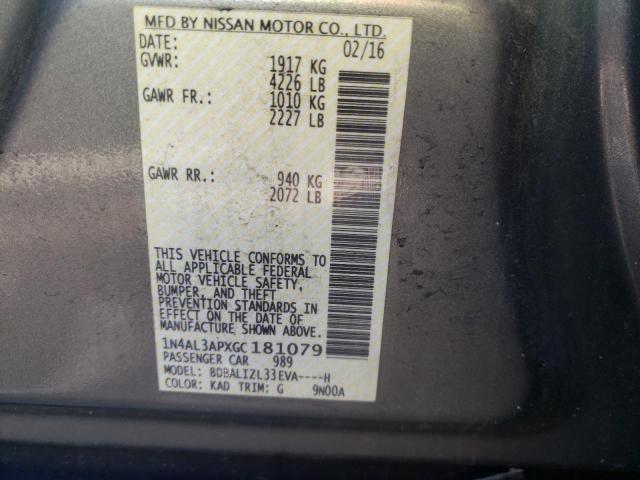 MFD BY NISSAN MOTOR CO., LTD.
DATE: 02/16
GVWR: 1917 KG
4226 LB
GAWR FR.: 1010 KG
2227 LB
GAWR RR.: 940 KG
2072 LB
THIS VEHICLE CONFORMS TO
ALL APPLICABLE FEDERAL
MOTOR VEHICLE SAFETY,
BUMPER, AND THEFT
PREVENTION STANDARDS IN
EFFECT ON THE DATE OF
MANUFACTURE SHOWN ABOVE.
1N4AL3APXGC181079
PASSENGER CAR 989
MODEL: BDBALIZL33EVA----H
COLOR: KAD TRIM: G 9N00A